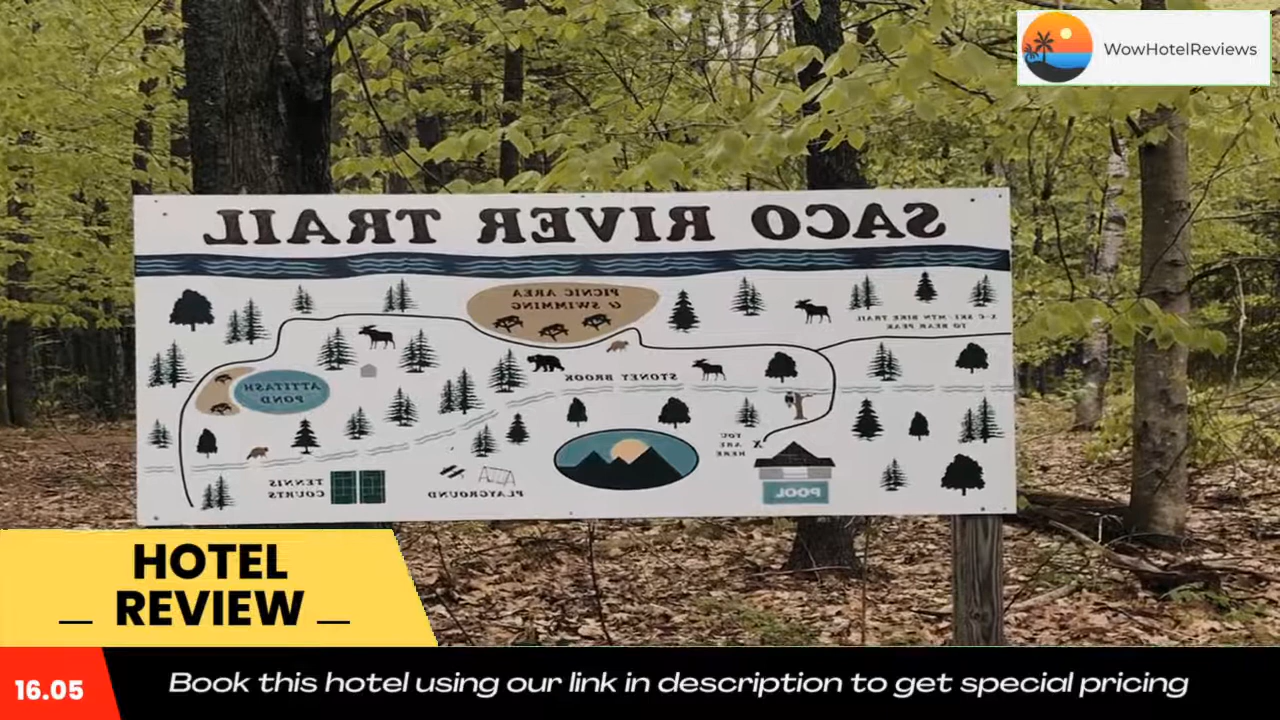 WowHotelReviews
SACO RIVER TRAIL
PICNIC AREA
& SWIMMING
X-C SKI-MTN BIKE TRAIL
TO BEAR PEAK
ATTITASH
POND
STONEY BROOK
YOU
ARE
HERE
X
POOL
PLAYGROUND
TENNIS
COURTS
HOTEL
REVIEW
16.05
Book this hotel using our link in description to get special pricing